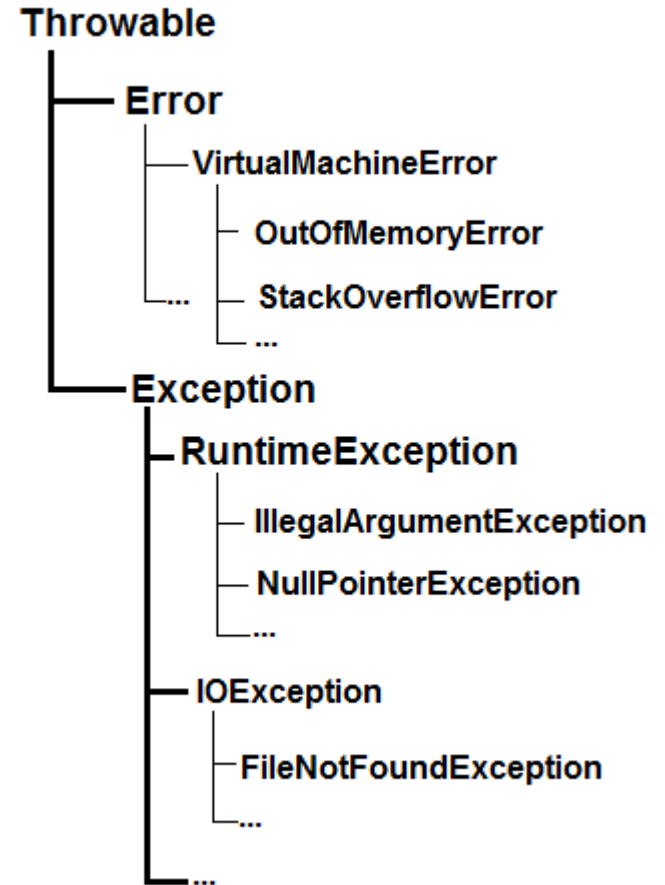 Throwable
Error
VirtualMachineError
OutOfMemoryError
StackOverflowError
...
...
Exception
RuntimeException
IllegalArgumentException
NullPointerException
...
IOException
FileNotFoundException
...
...